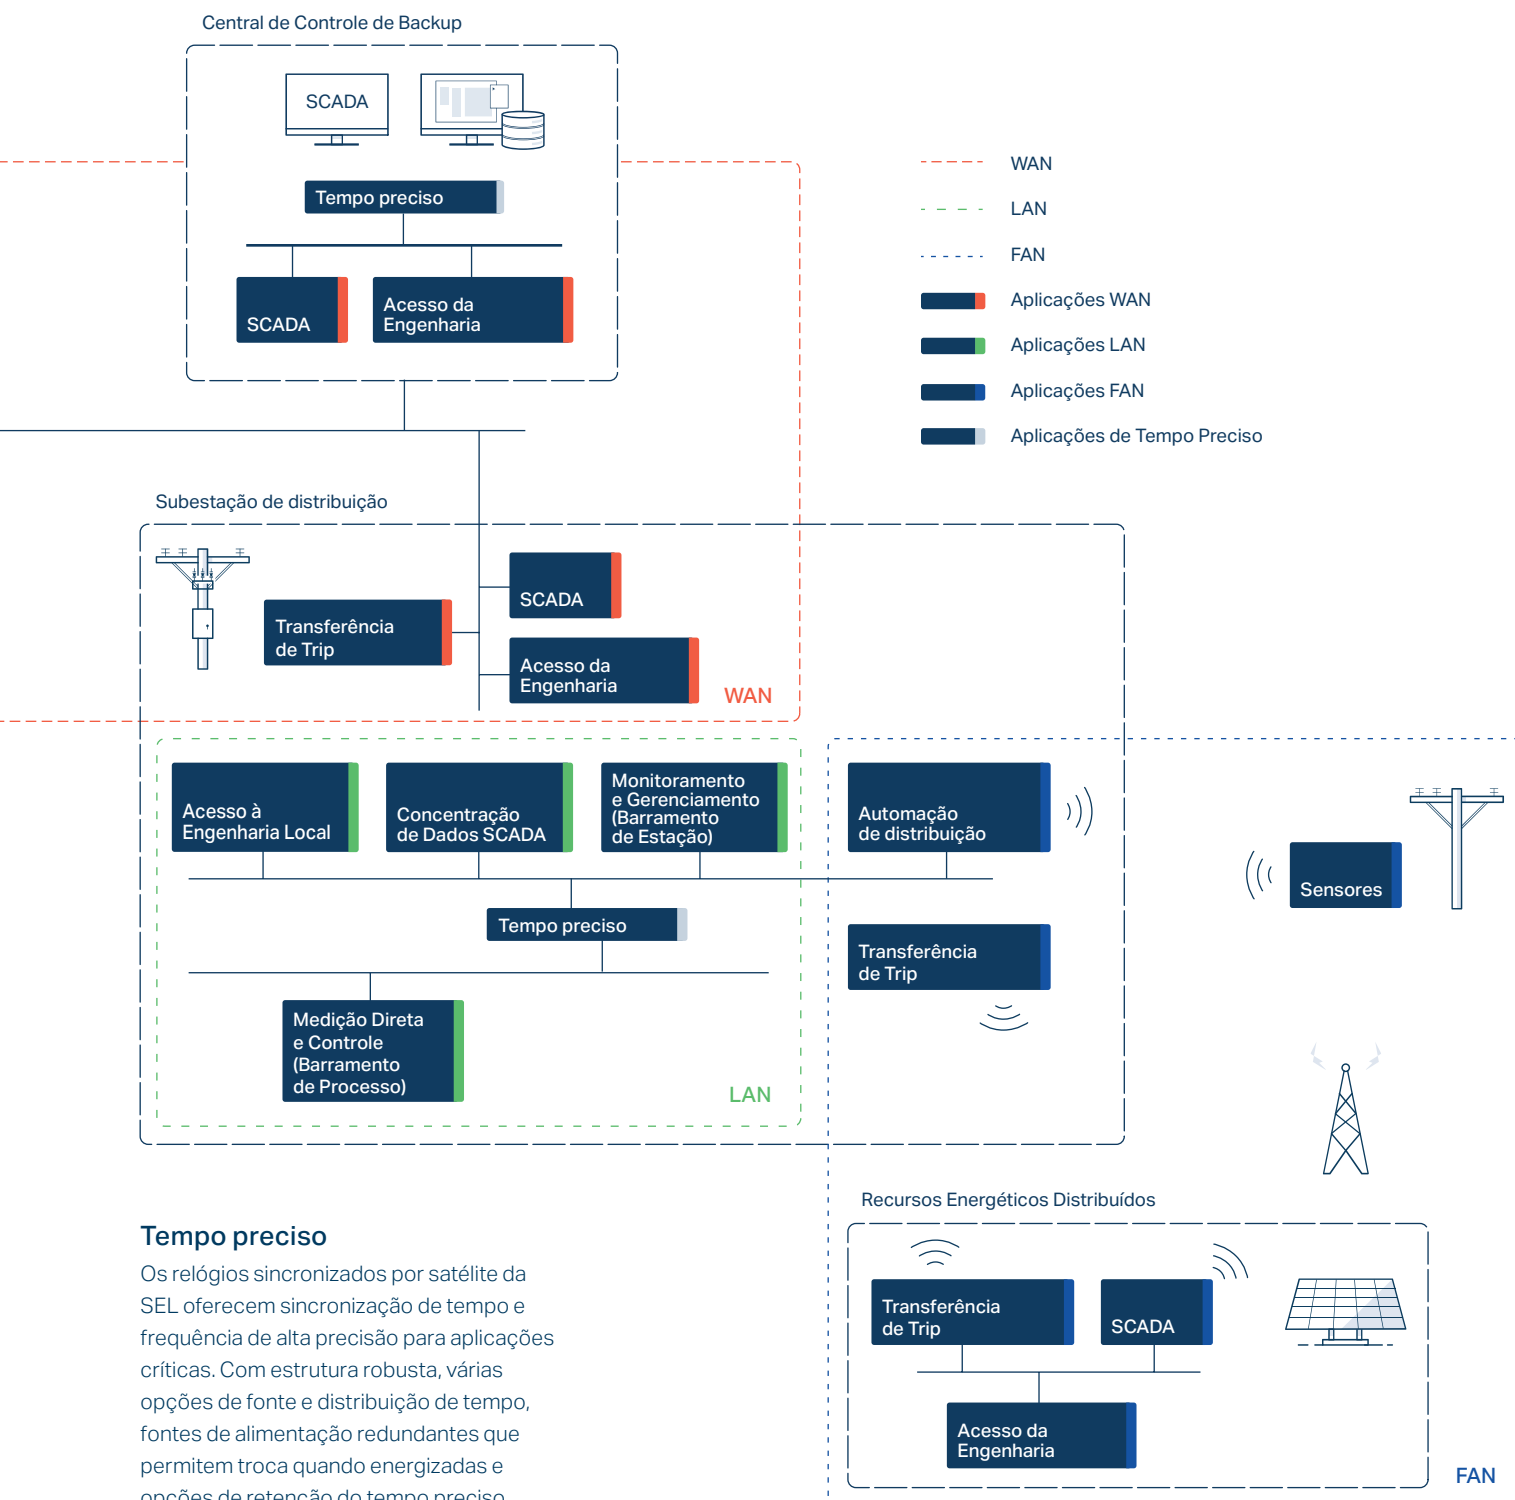 Central de Controle de Backup
SCADA
Tempo preciso
SCADA
Acesso da
Engenharia
WAN
LAN
FAN
Aplicações WAN
Aplicações LAN
Aplicações FAN
Aplicações de Tempo Preciso
Subestação de distribuição
SCADA
Transferência
de Trip
Acesso da
Engenharia
WAN
Acesso à
Engenharia Local
Concentração
de Dados SCADA
Monitoramento
e Gerenciamento
(Barramento
de Estação)
Automação
de distribuição
Sensores
Tempo preciso
Transferência
de Trip
Medição Direta
e Controle
(Barramento
de Processo)
LAN
Recursos Energéticos Distribuídos
Transferência
de Trip
SCADA
Acesso da
Engenharia
FAN
Tempo preciso
Os relógios sincronizados por satélite da
SEL oferecem sincronização de tempo e
frequência de alta precisão para aplicações
críticas. Com estrutura robusta, várias
opções de fonte e distribuição de tempo,
fontes de alimentação redundantes que
permitem troca quando energizadas e
opções de retenção do tempo preciso